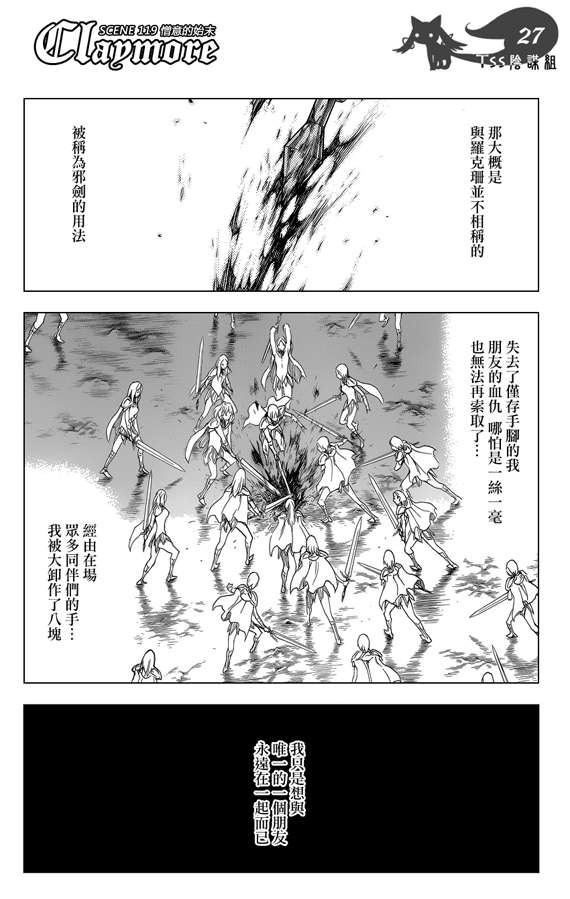 SCENE 119 憎意的始末
Claymore
27
TSS陰謀組
那大概是
與羅克珊並不相稱的
被稱為邪劍的用法
失去了僅存手腳的我
朋友的血仇 哪怕是一絲一毫
也無法再索取了…
經由在場
眾多同伴們的手…
我被大卸作了八塊
我只是想與
唯一的一個朋友
永遠在一起而已